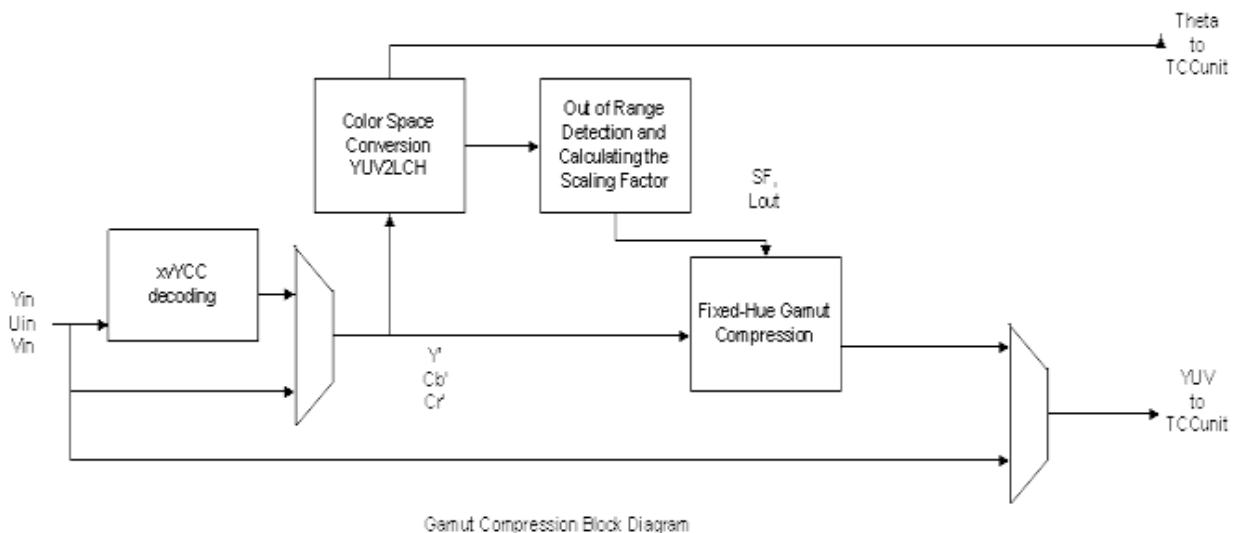 Theta
to
TCCunit
Color Space
Conversion
YUV2LCH
Out of Range
Detection and
Calculating the
Scaling Factor
SF,
Lout
xvYCC
decoding
Yin
Uin
Vin
Fixed-Hue Gamut
Compression
Y'
Cb'
Cr'
YUV
to
TCCunit
Gamut Compression Block Diagram